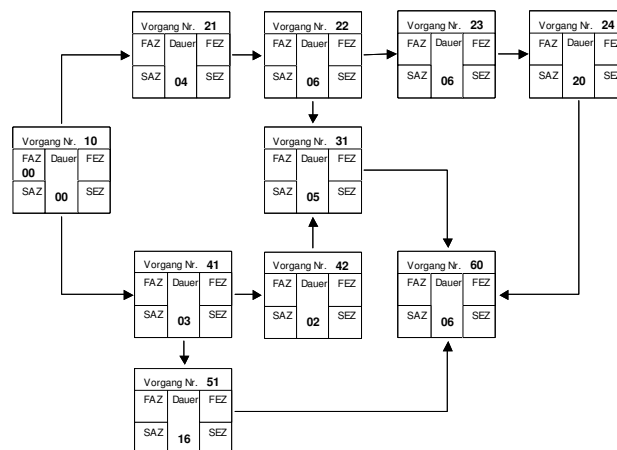 Vorgang Nr. 21
FAZ Dauer FEZ
SAZ 04 SEZ
Vorgang Nr. 22
FAZ Dauer FEZ
SAZ 06 SEZ
Vorgang Nr. 23
FAZ Dauer FEZ
SAZ 06 SEZ
Vorgang Nr. 24
FAZ Dauer FEZ
SAZ 20 SEZ
Vorgang Nr. 10
FAZ Dauer FEZ
00
SAZ 00 SEZ
Vorgang Nr. 31
FAZ Dauer FEZ
SAZ 05 SEZ
Vorgang Nr. 41
FAZ Dauer FEZ
SAZ 03 SEZ
Vorgang Nr. 42
FAZ Dauer FEZ
SAZ 02 SEZ
Vorgang Nr. 60
FAZ Dauer FEZ
SAZ 06 SEZ
Vorgang Nr. 51
FAZ Dauer FEZ
SAZ 16 SEZ